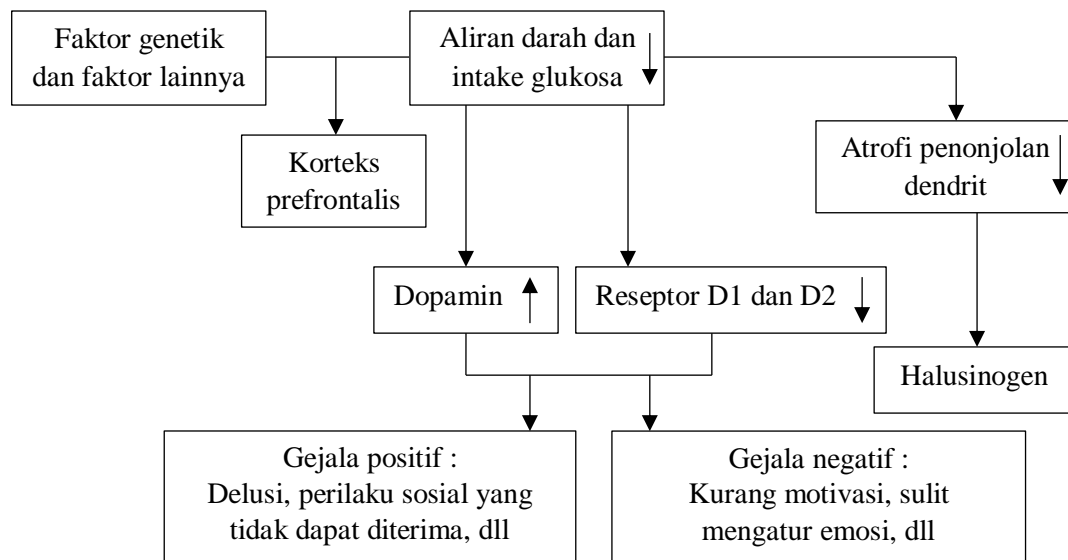 Faktor genetik
dan faktor lainnya
Aliran darah dan
intake glukosa
Korteks
prefrontalis
Atrofi penonjolan
dendrit
Dopamin
Reseptor D1 dan D2
Halusinogen
Gejala positif :
Delusi, perilaku sosial yang
tidak dapat diterima, dll
Gejala negatif :
Kurang motivasi, sulit
mengatur emosi, dll